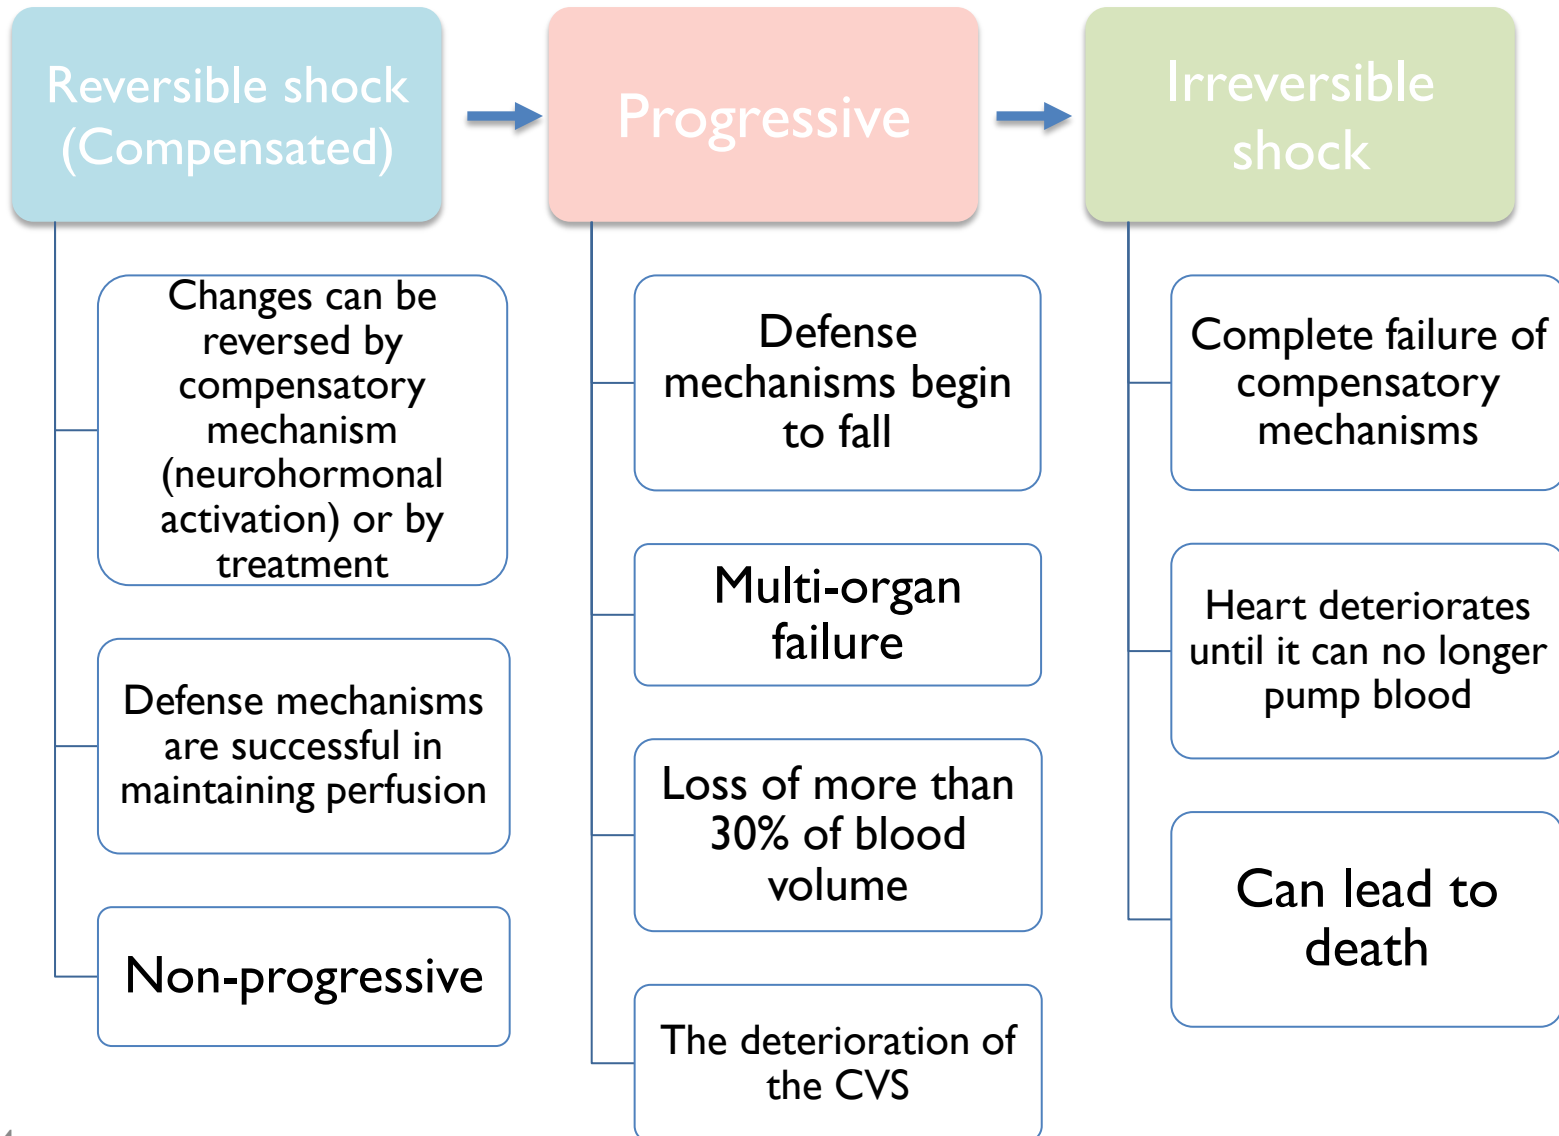 Reversible shock
(Compensated)
Changes can be
reversed by
compensatory
mechanism
(neurohormonal
activation) or by
treatment
Defense mechanisms
are successful in
maintaining perfusion
Non-progressive
Progressive
Defense
mechanisms begin
to fall
Multi-organ
failure
Loss of more than
30% of blood
volume
The deterioration of
the CVS
Irreversible
shock
Complete failure of
compensatory
mechanisms
Heart deteriorates
until it can no longer
pump blood
Can lead to
death